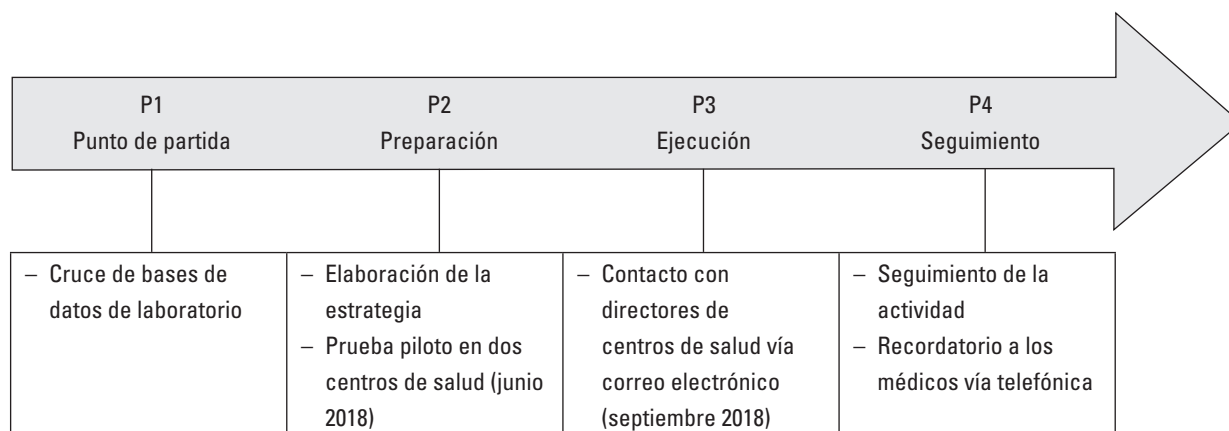 P1
Punto de partida
P2
Preparación
P3
Ejecución
P4
Seguimiento
– Cruce de bases de
datos de laboratorio
– Elaboración de la
estrategia
– Prueba piloto en dos
centros de salud (junio
2018)
– Contacto con
directores de
centros de salud vía
correo electrónico
(septiembre 2018)
– Seguimiento de la
actividad
– Recordatorio a los
médicos vía telefónica